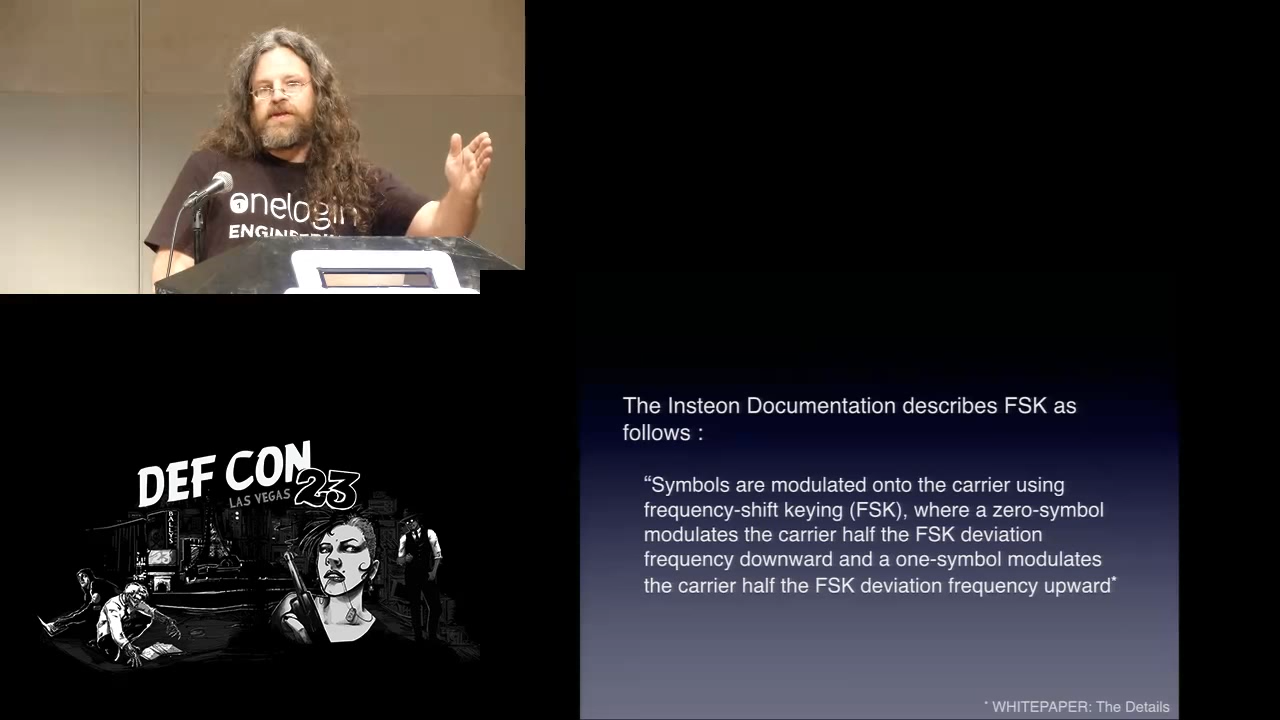 onelogin
ENGINEERIN
DEF CON
LAS VEGAS 23
BALLYS
The Insteon Documentation describes FSK as
follows :
“Symbols are modulated onto the carrier using
frequency-shift keying (FSK), where a zero-symbol
modulates the carrier half the FSK deviation
frequency downward and a one-symbol modulates
the carrier half the FSK deviation frequency upward*
* WHITEPAPER: The Details